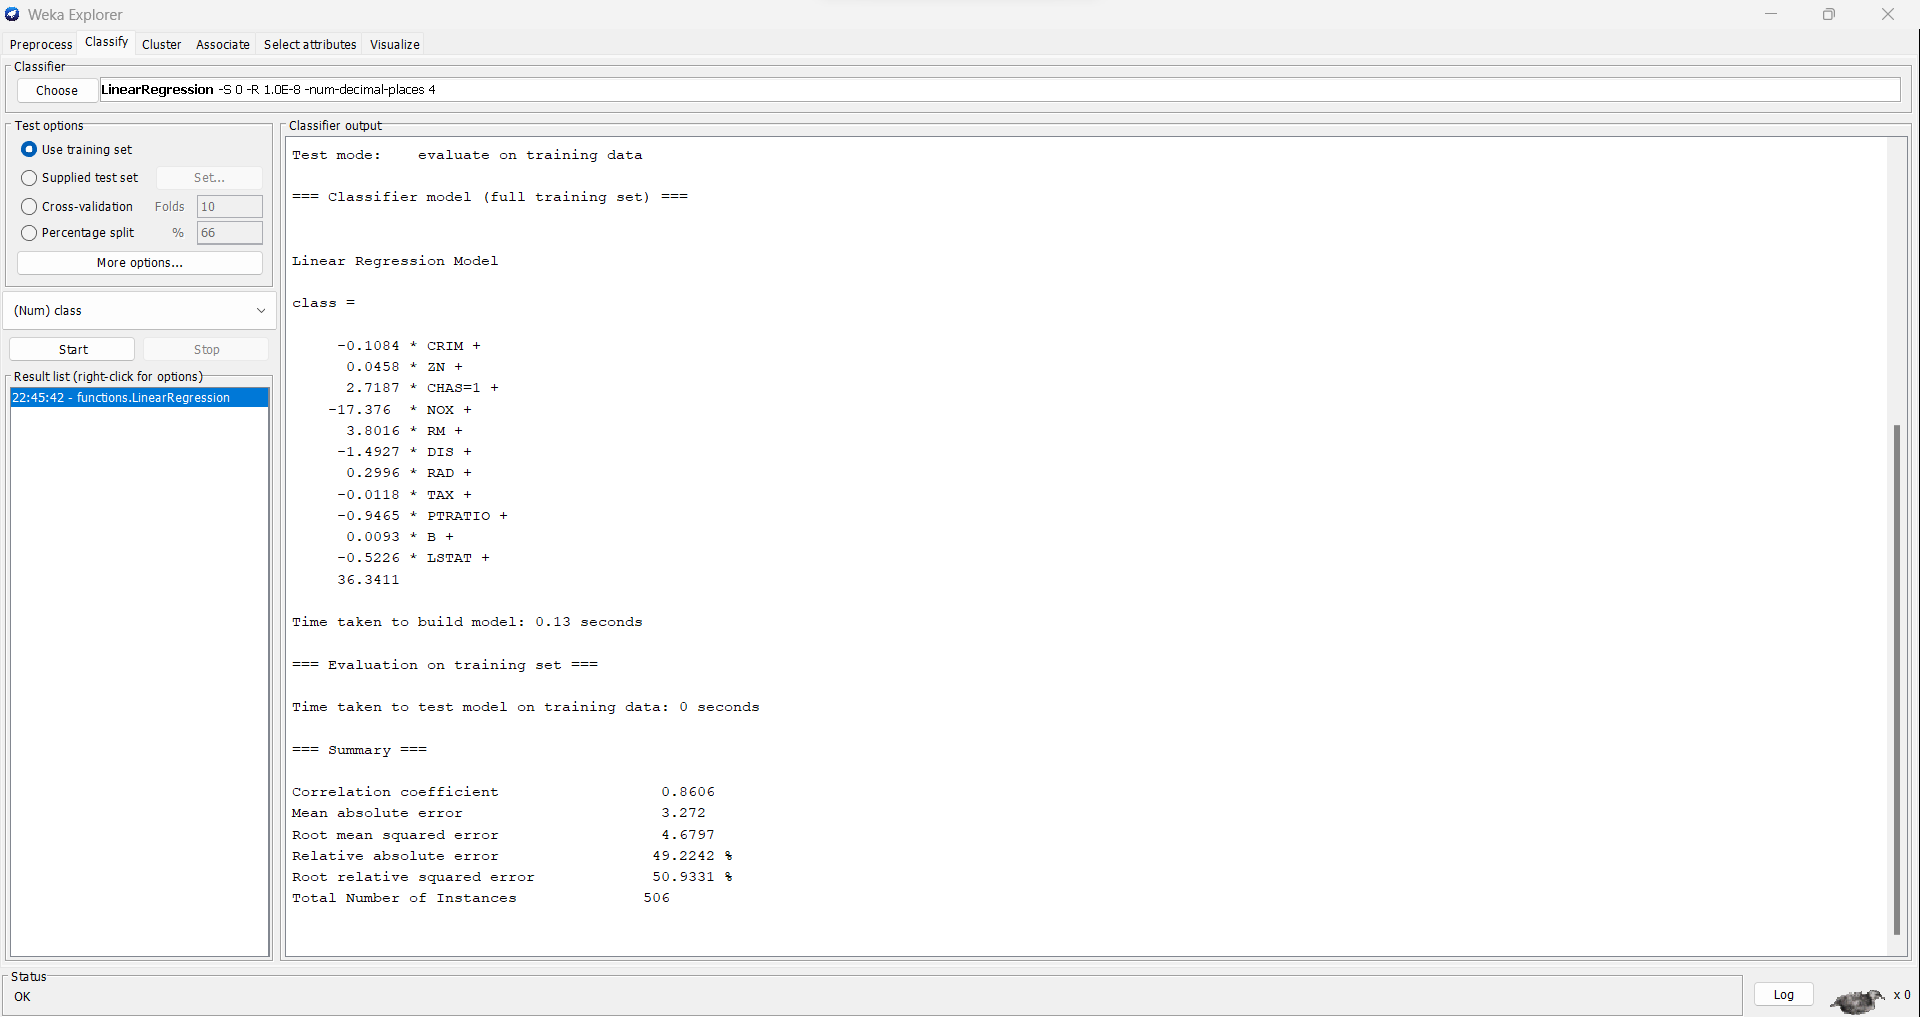 Weka Explorer
Preprocess Classify Cluster Associate Select attributes Visualize
Classifier
Choose LinearRegression -S 0 -R 1.0E-8 -num-decimal-places 4
Test options
Use training set
Supplied test set Set...
Cross-validation Folds 10
Percentage split % 66
More options...
(Num) class
Start Stop
Result list (right-click for options)
22:45:42 - functions.LinearRegression
Classifier output
Test mode: evaluate on training data
=== Classifier model (full training set) ===
Linear Regression Model
class =
-0.1084 * CRIM +
0.0458 * ZN +
2.7187 * CHAS=1 +
-17.376 * NOX +
3.8016 * RM +
-1.4927 * DIS +
0.2996 * RAD +
-0.0118 * TAX +
-0.9465 * PTRATIO +
0.0093 * B +
-0.5226 * LSTAT +
36.3411
Time taken to build model: 0.13 seconds
=== Evaluation on training set ===
Time taken to test model on training data: 0 seconds
=== Summary ===
Correlation coefficient 0.8606
Mean absolute error 3.272
Root mean squared error 4.6797
Relative absolute error 49.2242 %
Root relative squared error 50.9331 %
Total Number of Instances 506
Status
OK
Log x 0